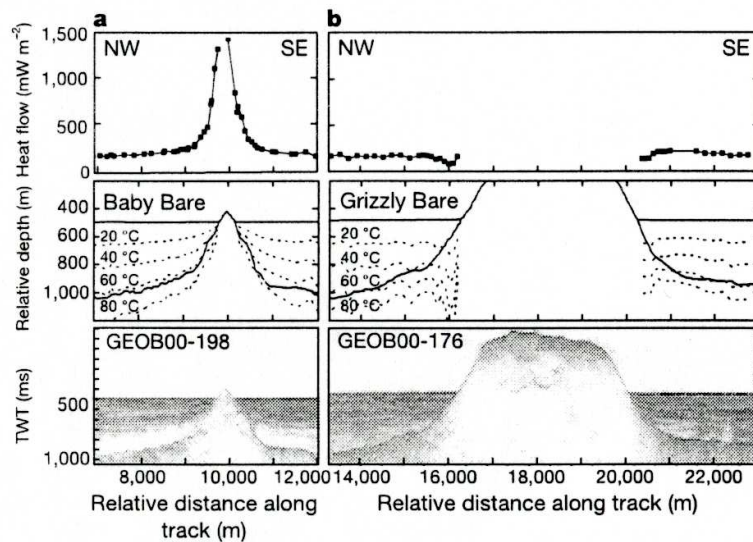 a b
1,500
1,000
500
0
Heat flow (mW m⁻²)
NW SE
NW SE
400
600
800
1,000
Relative depth (m)
Baby Bare
20 °C
40 °C
60 °C
80 °C
Grizzly Bare
20 °C
40 °C
60 °C
80 °C
GEOB00-198
GEOB00-176
TWT (ms)
500
1,000
8,000 10,000 12,000
14,000 16,000 18,000 20,000 22,000
Relative distance along
track (m)
Relative distance along track (m)